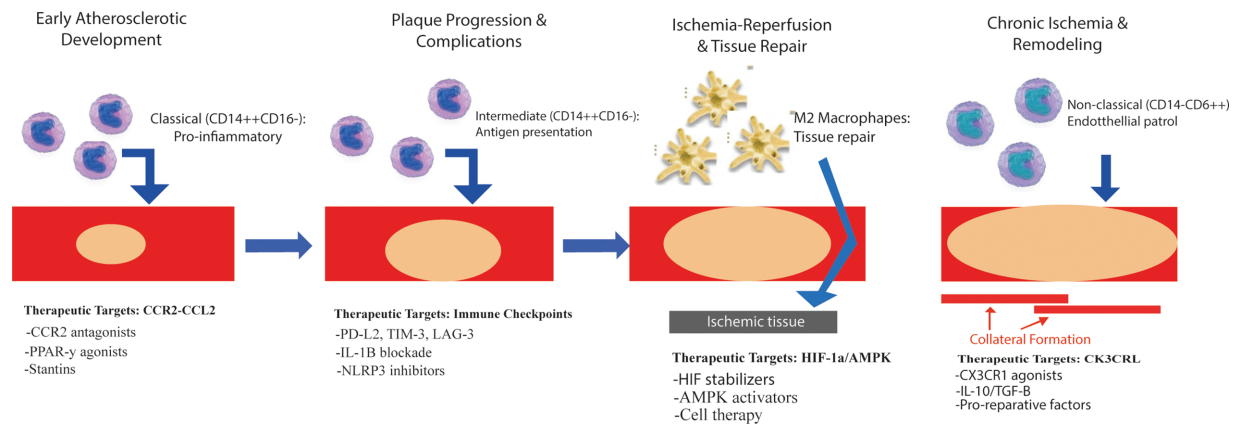 Early Atherosclerotic
Development
Classical (CD14++CD16-):
Pro-infiammatory
Therapeutic Targets: CCR2-CCL2
-CCR2 antagonists
-PPAR-y agonists
-Stantins
Plaque Progression &
Complications
Intermediate (CD14++CD16-):
Antigen presentation
Therapeutic Targets: Immune Checkpoints
-PD-L2, TIM-3, LAG-3
-IL-1B blockade
-NLRP3 inhibitors
Ischemia-Reperfusion
& Tissue Repair
M2 Macrophapes:
Tissue repair
Ischemic tissue
Therapeutic Targets: HIF-1a/AMPK
-HIF stabilizers
-AMPK activators
-Cell therapy
Chronic Ischemia &
Remodeling
Non-classical (CD14-CD6++)
Endotthellial patrol
Collateral Formation
Therapeutic Targets: CK3CRL
-CX3CR1 agonists
-IL-10/TGF-B
-Pro-reparative factors